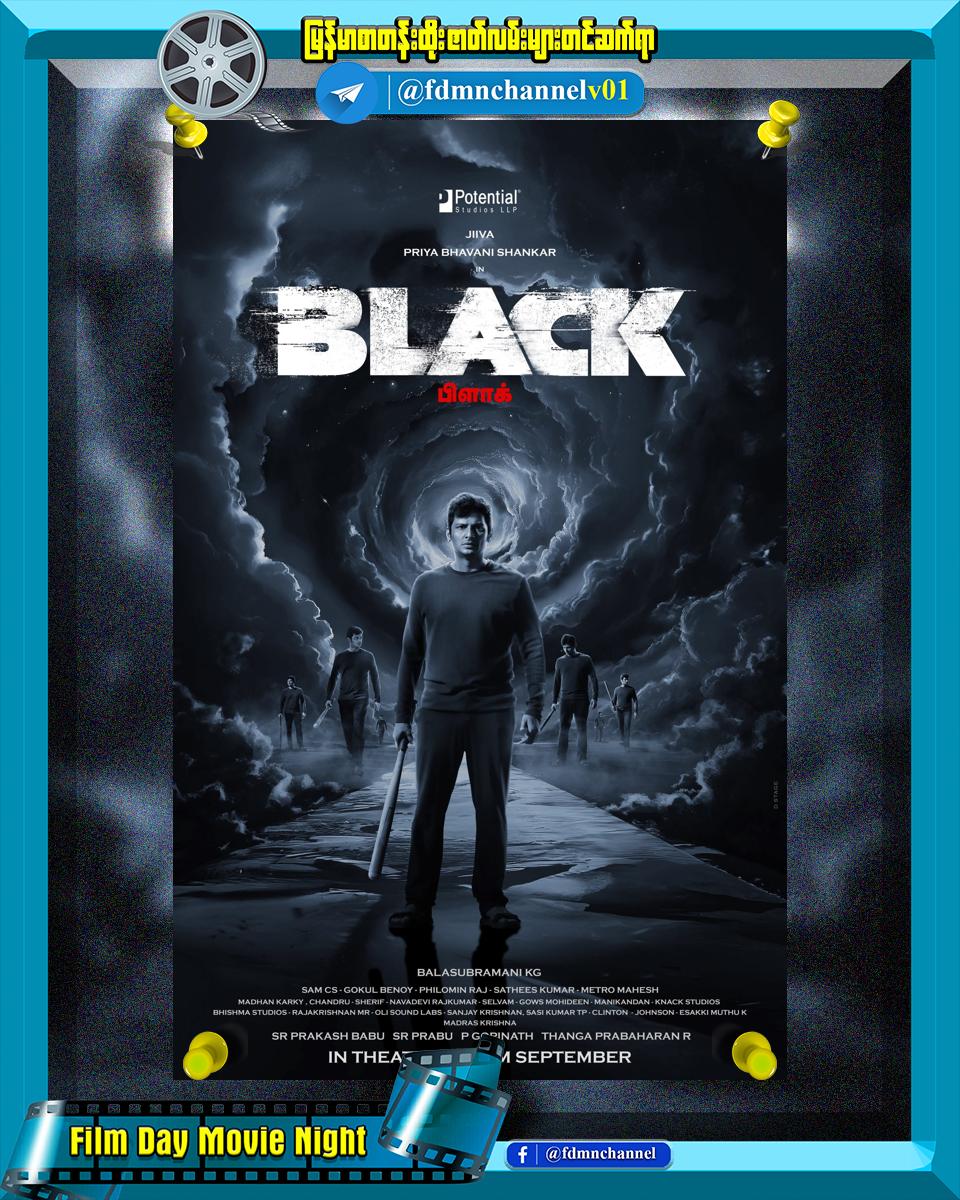 မြန်မာစာတန်းထိုးဇာတ်လမ်းများတင်ဆက်ရာ
@fdmnchannelv01
Potential
Studios LLP
JIIVA
PRIYA BHAVANI SHANKAR
IN
BLACK
பிளாக்
D STAGE
BALASUBRAMANI KG
SAM CS - GOKUL BENOY - PHILOMIN RAJ - SATHEES KUMAR - METRO MAHESH
MADHAN KARKY , CHANDRU - SHERIF - NAVADEVI RAJKUMAR - SELVAM - GOWS MOHIDEEN - MANIKANDAN - KNACK STUDIOS
BHISHMA STUDIOS - RAJAKRISHNAN MR - OLI SOUND LABS - SANJAY KRISHNAN, SASI KUMAR TP - CLINTON - JOHNSON - ESAKKI MUTHU K
MADRAS KRISHNA
SR PRAKASH BABU SR PRABU P GOPINATH THANGA PRABAHARAN R
IN SEPTEMBER
Film Day Movie Night
@fdmnchannel